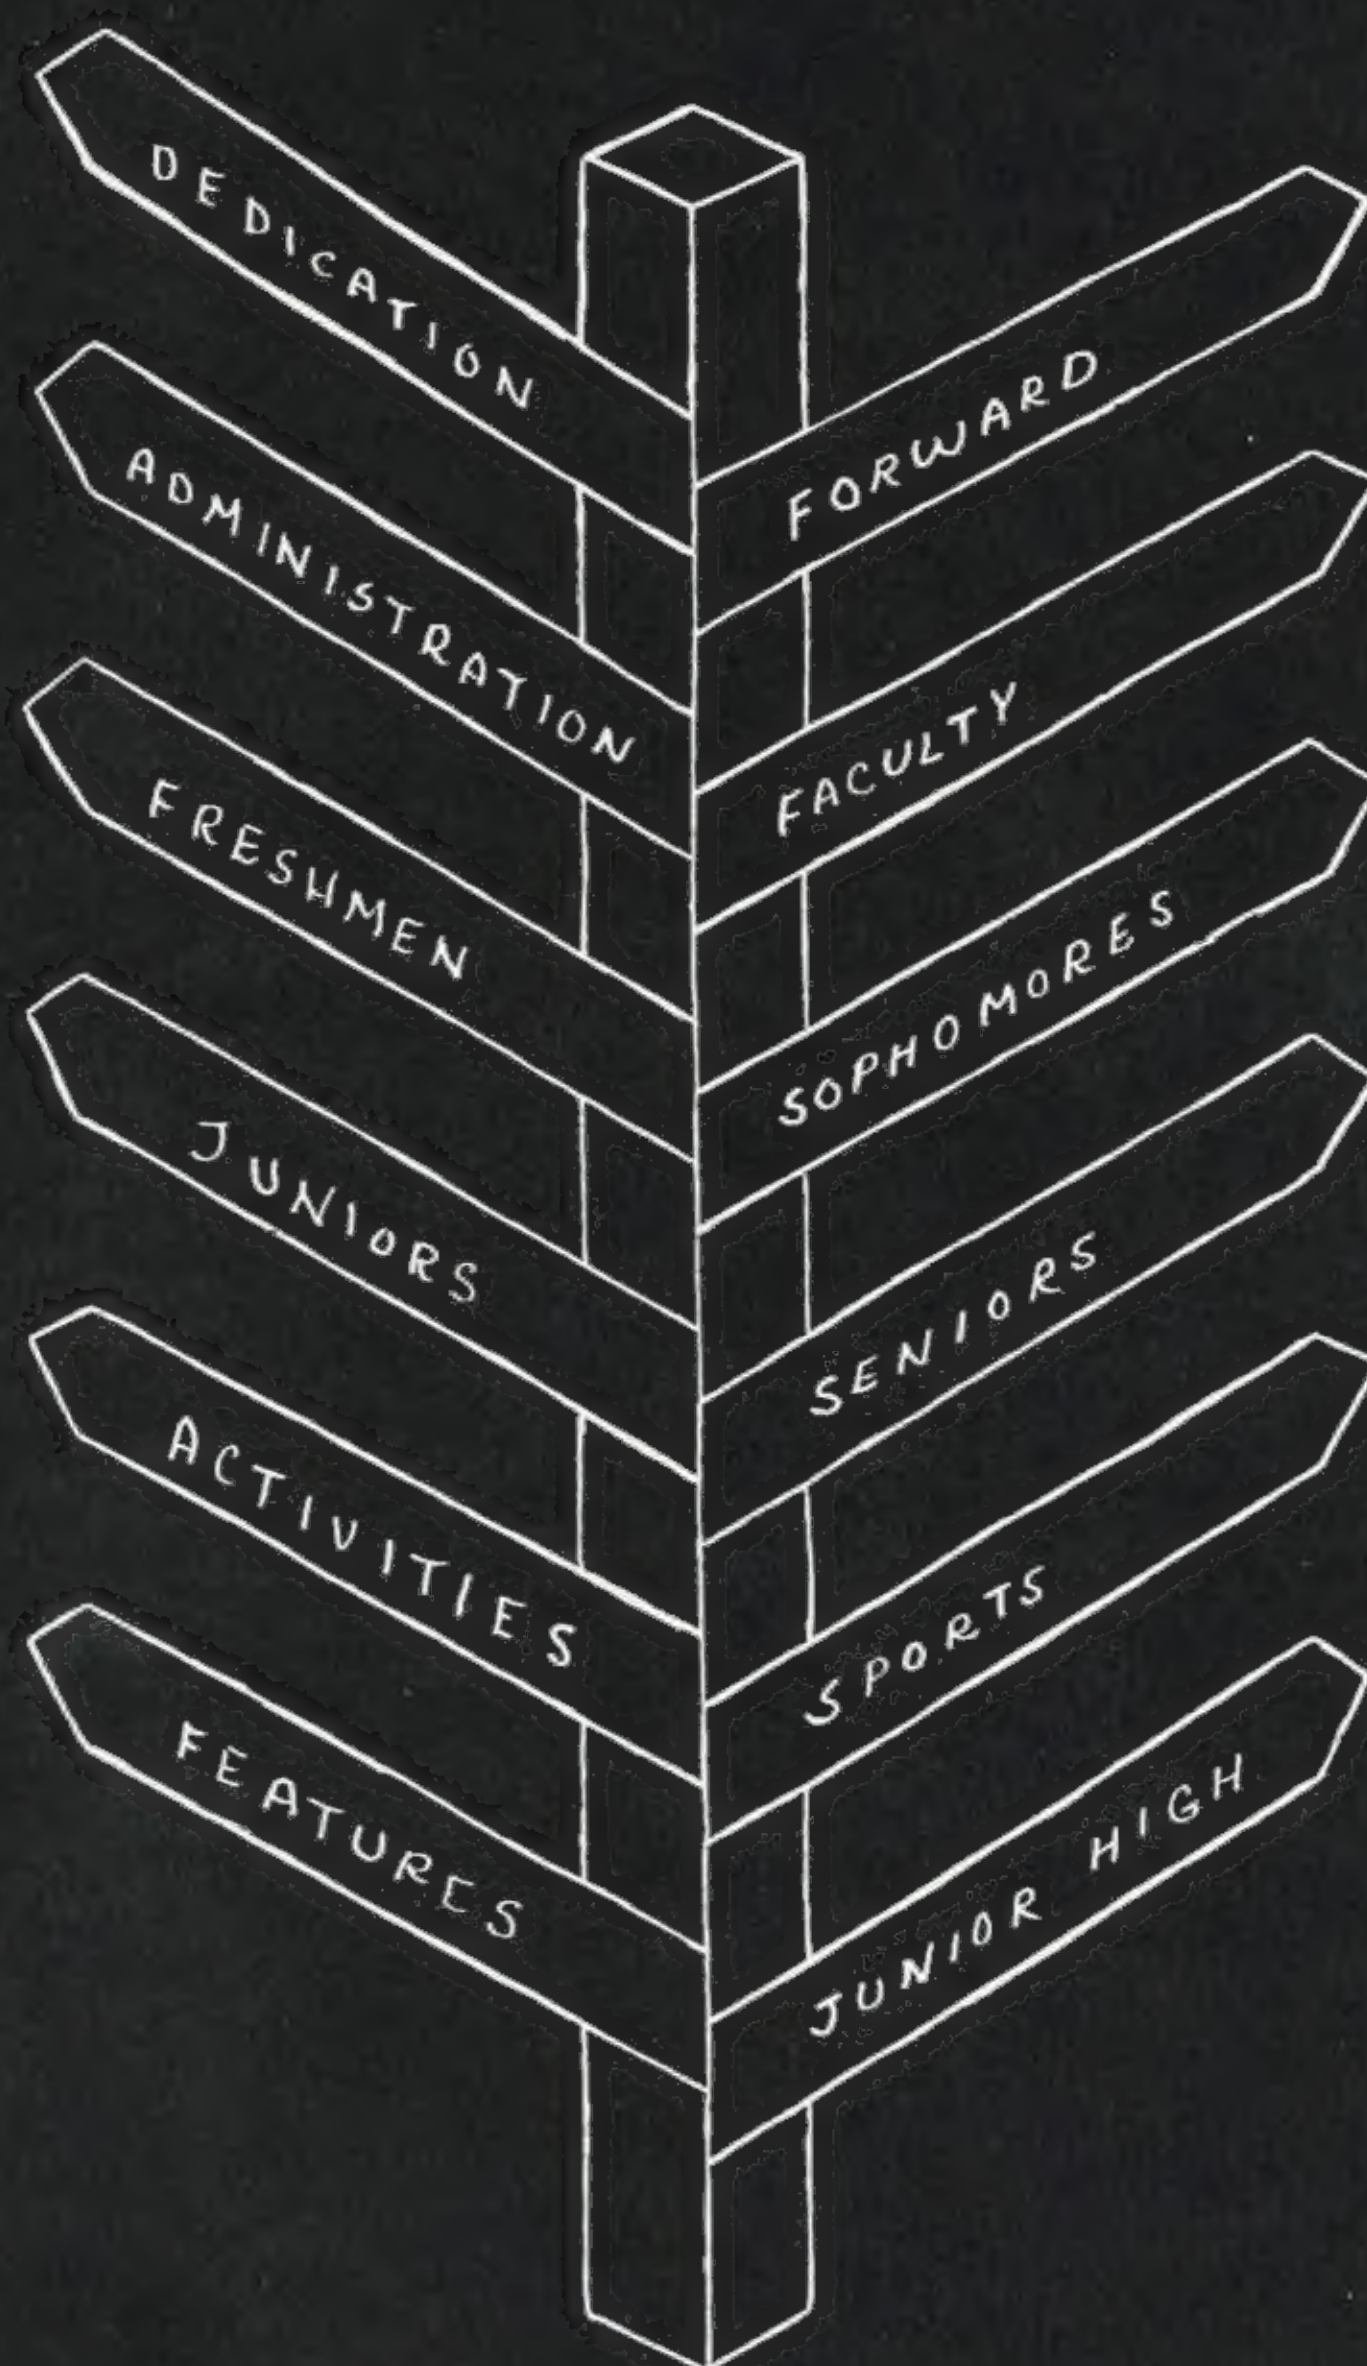 DEDICATION
FORWARD
ADMINISTRATION
FACULTY
FRESHMEN
SOPHOMORES
JUNIORS
SENIORS
ACTIVITIES
SPORTS
FEATURES
JUNIOR HIGH